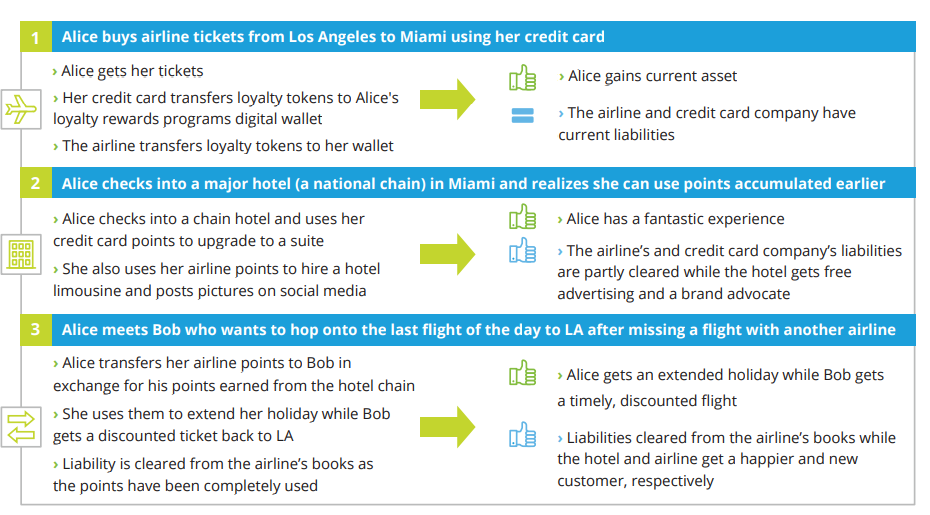 1 Alice buys airline tickets from Los Angeles to Miami using her credit card
› Alice gets her tickets
› Her credit card transfers loyalty tokens to Alice's
loyalty rewards programs digital wallet
› The airline transfers loyalty tokens to her wallet
› Alice gains current asset
› The airline and credit card company have
current liabilities
2 Alice checks into a major hotel (a national chain) in Miami and realizes she can use points accumulated earlier
› Alice checks into a chain hotel and uses her
credit card points to upgrade to a suite
› She also uses her airline points to hire a hotel
limousine and posts pictures on social media
› Alice has a fantastic experience
› The airline’s and credit card company’s liabilities
are partly cleared while the hotel gets free
advertising and a brand advocate
3 Alice meets Bob who wants to hop onto the last flight of the day to LA after missing a flight with another airline
› Alice transfers her airline points to Bob in
exchange for his points earned from the hotel chain
› She uses them to extend her holiday while Bob
gets a discounted ticket back to LA
› Liability is cleared from the airline’s books as
the points have been completely used
› Alice gets an extended holiday while Bob gets
a timely, discounted flight
› Liabilities cleared from the airline’s books while
the hotel and airline get a happier and new
customer, respectively